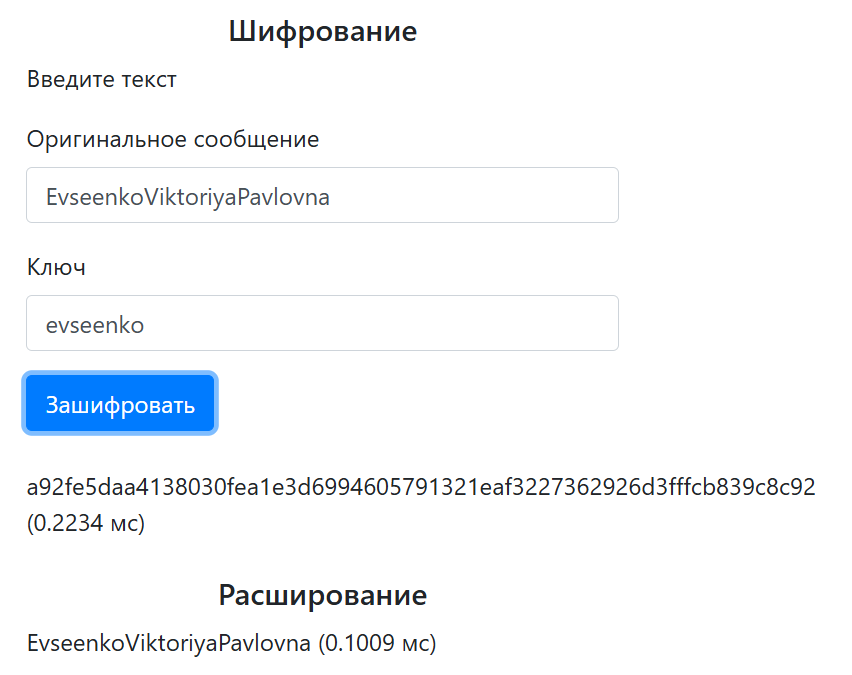 Шифрование
Введите текст
Оригинальное сообщение
EvseenkoViktoriyaPavlovna
Ключ
evseenko
Зашифровать
a92fe5daa4138030fea1e3d6994605791321eaf3227362926d3fffcb839c8c92
(0.2234 мс)
Расширование
EvseenkoViktoriyaPavlovna (0.1009 мс)